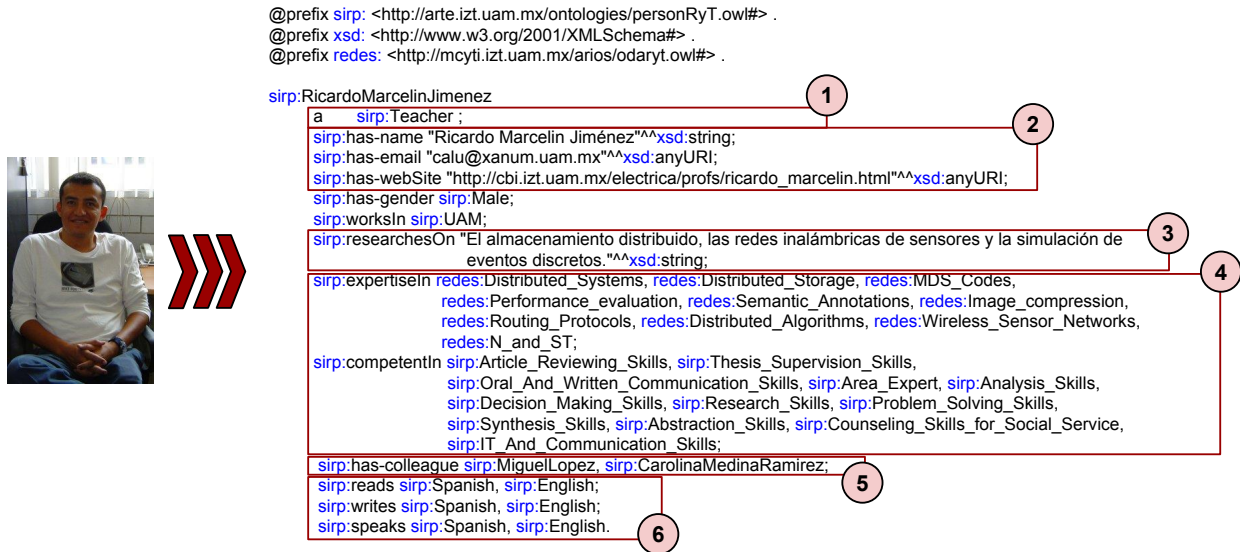 @prefix sirp: <http://arte.izt.uam.mx/ontologies/personRyT.owl#> .
@prefix xsd: <http://www.w3.org/2001/XMLSchema#> .
@prefix redes: <http://mcyti.izt.uam.mx/arios/odaryt.owl#> .
sirp:RicardoMarcelinJimenez
1
a sirp:Teacher ;
2
sirp:has-name "Ricardo Marcelin Jiménez"^^xsd:string;
sirp:has-email "calu@xanum.uam.mx"^^xsd:anyURI;
sirp:has-webSite "http://cbi.izt.uam.mx/electrica/profs/ricardo_marcelin.html"^^xsd:anyURI;
sirp:has-gender sirp:Male;
sirp:worksIn sirp:UAM;
3
sirp:researchesOn "El almacenamiento distribuido, las redes inalámbricas de sensores y la simulación de
eventos discretos."^^xsd:string;
4
sirp:expertiseIn redes:Distributed_Systems, redes:Distributed_Storage, redes:MDS_Codes,
redes:Performance_evaluation, redes:Semantic_Annotations, redes:Image_compression,
redes:Routing_Protocols, redes:Distributed_Algorithms, redes:Wireless_Sensor_Networks,
redes:N_and_ST;
sirp:competentIn sirp:Article_Reviewing_Skills, sirp:Thesis_Supervision_Skills,
sirp:Oral_And_Written_Communication_Skills, sirp:Area_Expert, sirp:Analysis_Skills,
sirp:Decision_Making_Skills, sirp:Research_Skills, sirp:Problem_Solving_Skills,
sirp:Synthesis_Skills, sirp:Abstraction_Skills, sirp:Counseling_Skills_for_Social_Service,
sirp:IT_And_Communication_Skills;
sirp:has-colleague sirp:MiguelLopez, sirp:CarolinaMedinaRamirez;
5
sirp:reads sirp:Spanish, sirp:English;
sirp:writes sirp:Spanish, sirp:English;
sirp:speaks sirp:Spanish, sirp:English.
6